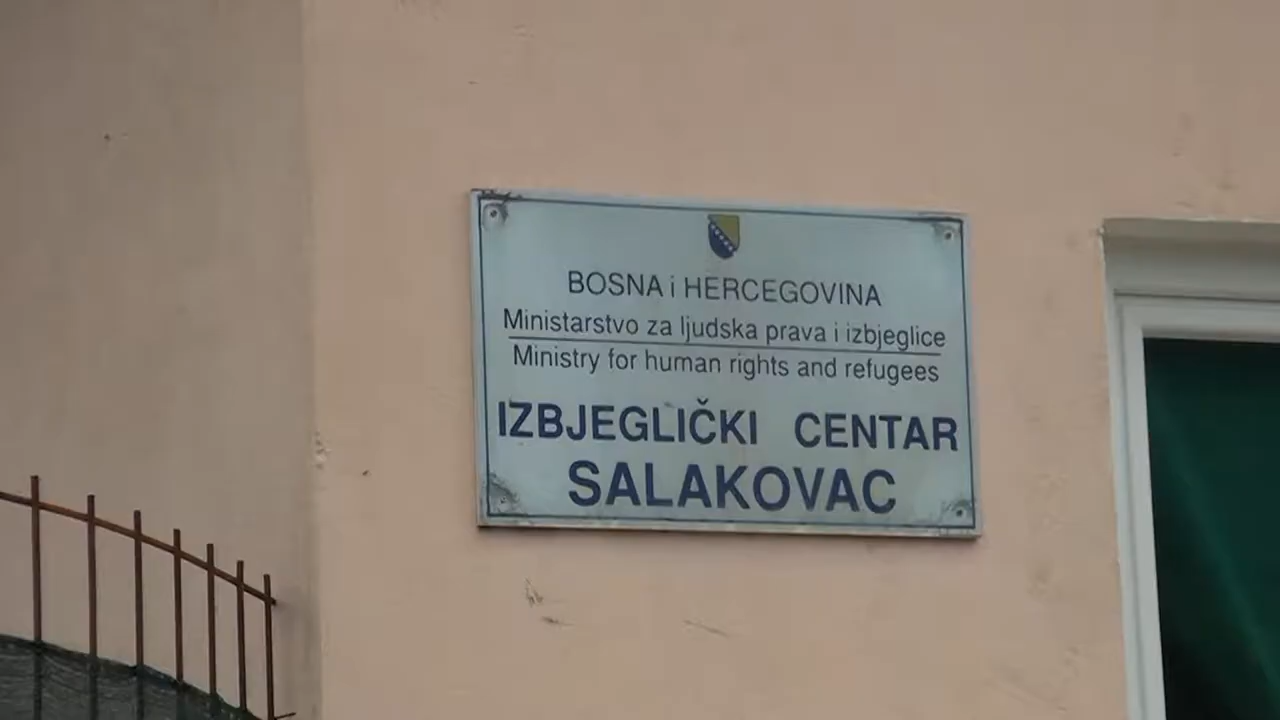 BOSNA i HERCEGOVINA
Ministarstvo za ljudska prava i izbjeglice
Ministry for human rights and refugees
IZBJEGLIČKI CENTAR
SALAKOVAC